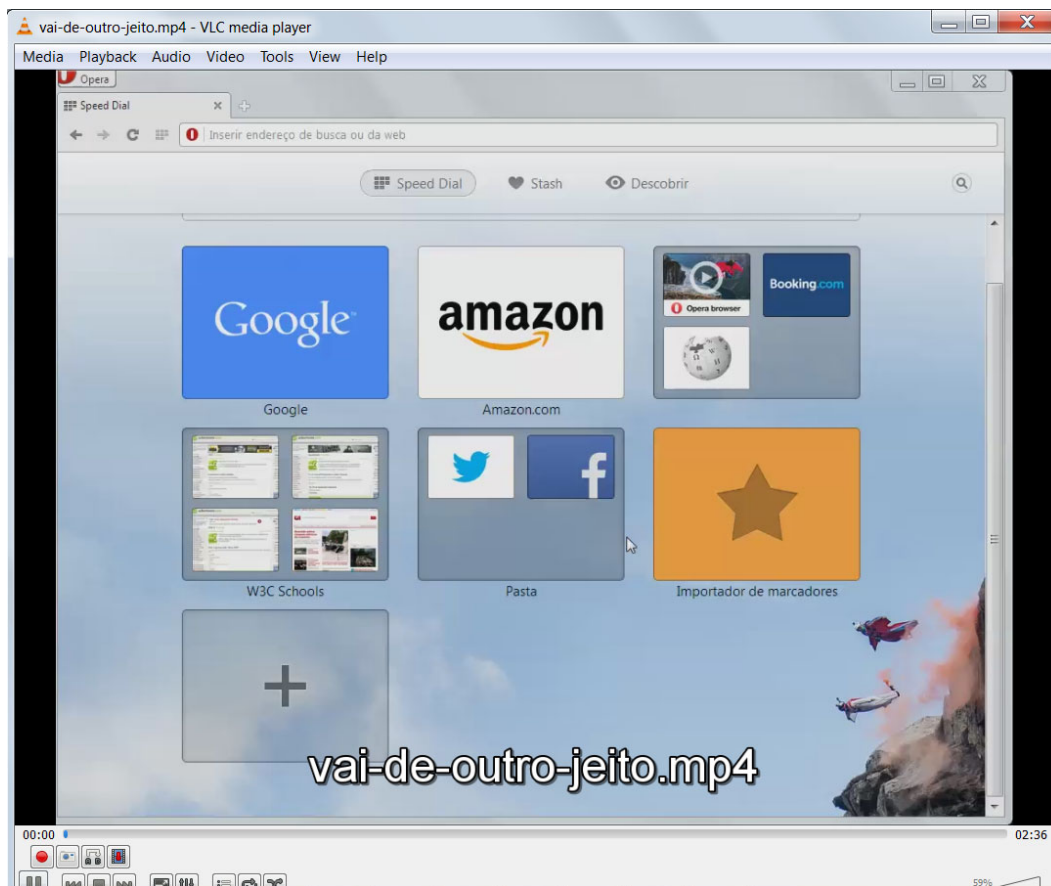 vai-de-outro-jeito.mp4 - VLC media player
Media Playback Audio Video Tools View Help
Opera
Speed Dial
Inserir endereço de busca ou da web
Speed Dial Stash Descobrir
Google
amazon
Opera browser
Booking.com
Google
Amazon.com
W3C Schools
Pasta
Importador de marcadores
vai-de-outro-jeito.mp4
00:00
02:36
59%